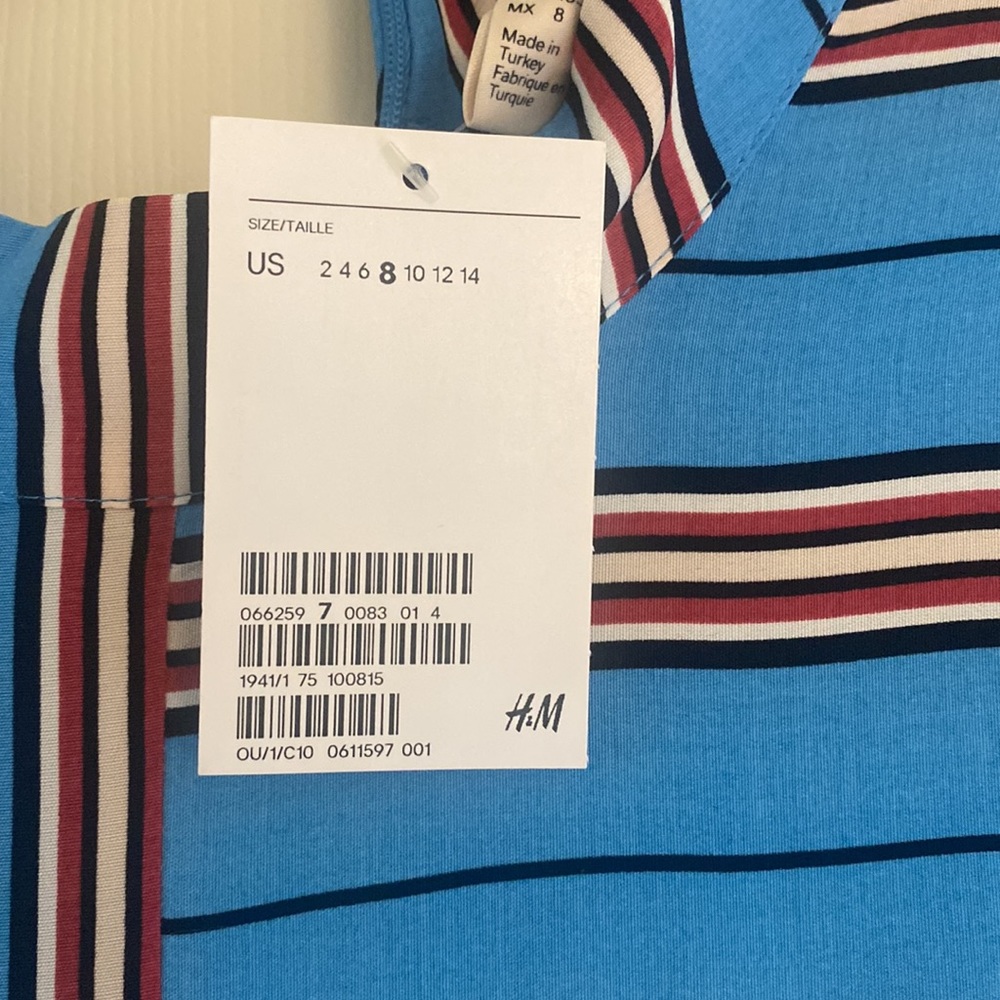 MX 8
Made in
Turkey
Fabrique en
Turquie
SIZE/TAILLE
US 2 4 6 8 10 12 14
066259 7 0083 01 4
1941/1 75 100815
H&M
OU/1/C10 0611597 001